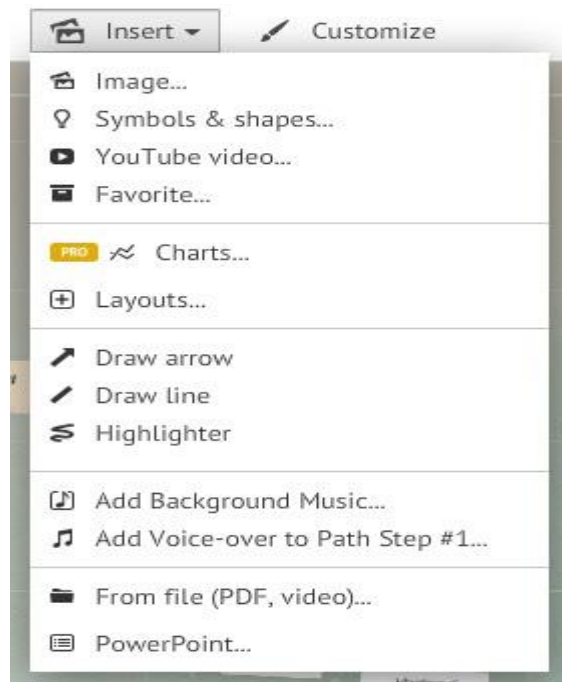 Insert Customize
Image...
Symbols & shapes...
YouTube video...
Favorite...
PRO Charts...
Layouts...
Draw arrow
Draw line
Highlighter
Add Background Music...
Add Voice-over to Path Step #1...
From file (PDF, video)...
PowerPoint...